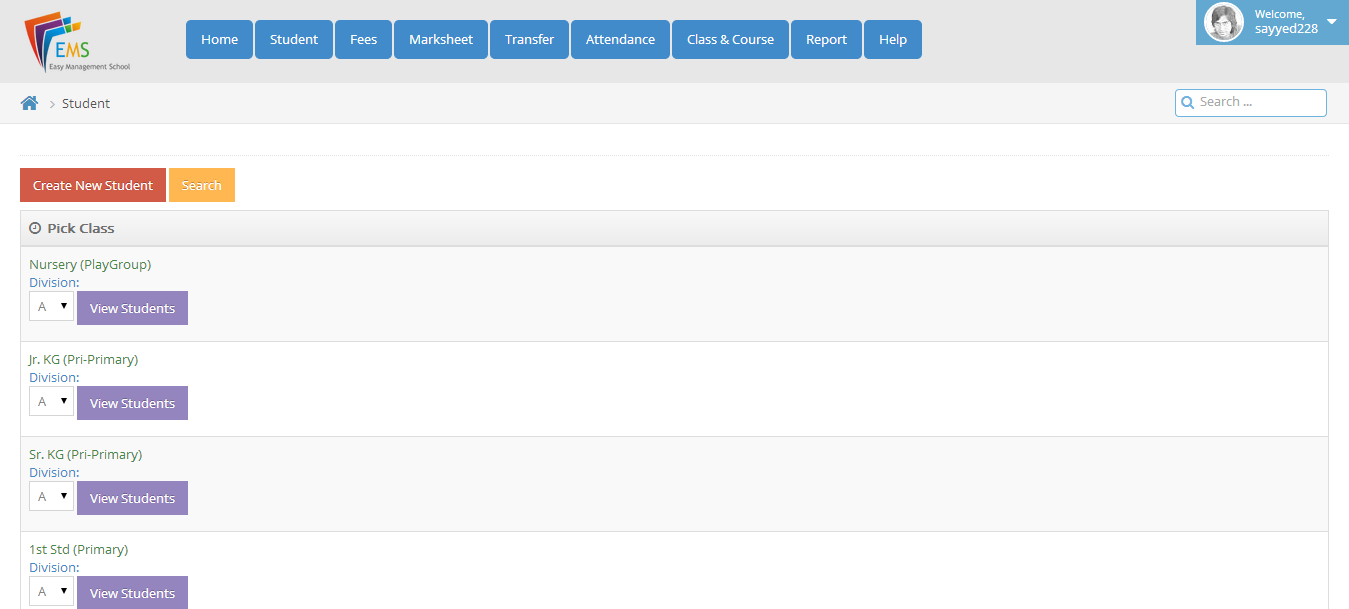 EMS
Easy Management School
Home Student Fees Marksheet Transfer Attendance Class & Course Report Help
Welcome,
sayyed228
Student
Search ...
Create New Student Search
Pick Class
Nursery (PlayGroup)
Division:
A View Students
Jr. KG (Pri-Primary)
Division:
A View Students
Sr. KG (Pri-Primary)
Division:
A View Students
1st Std (Primary)
Division:
A View Students